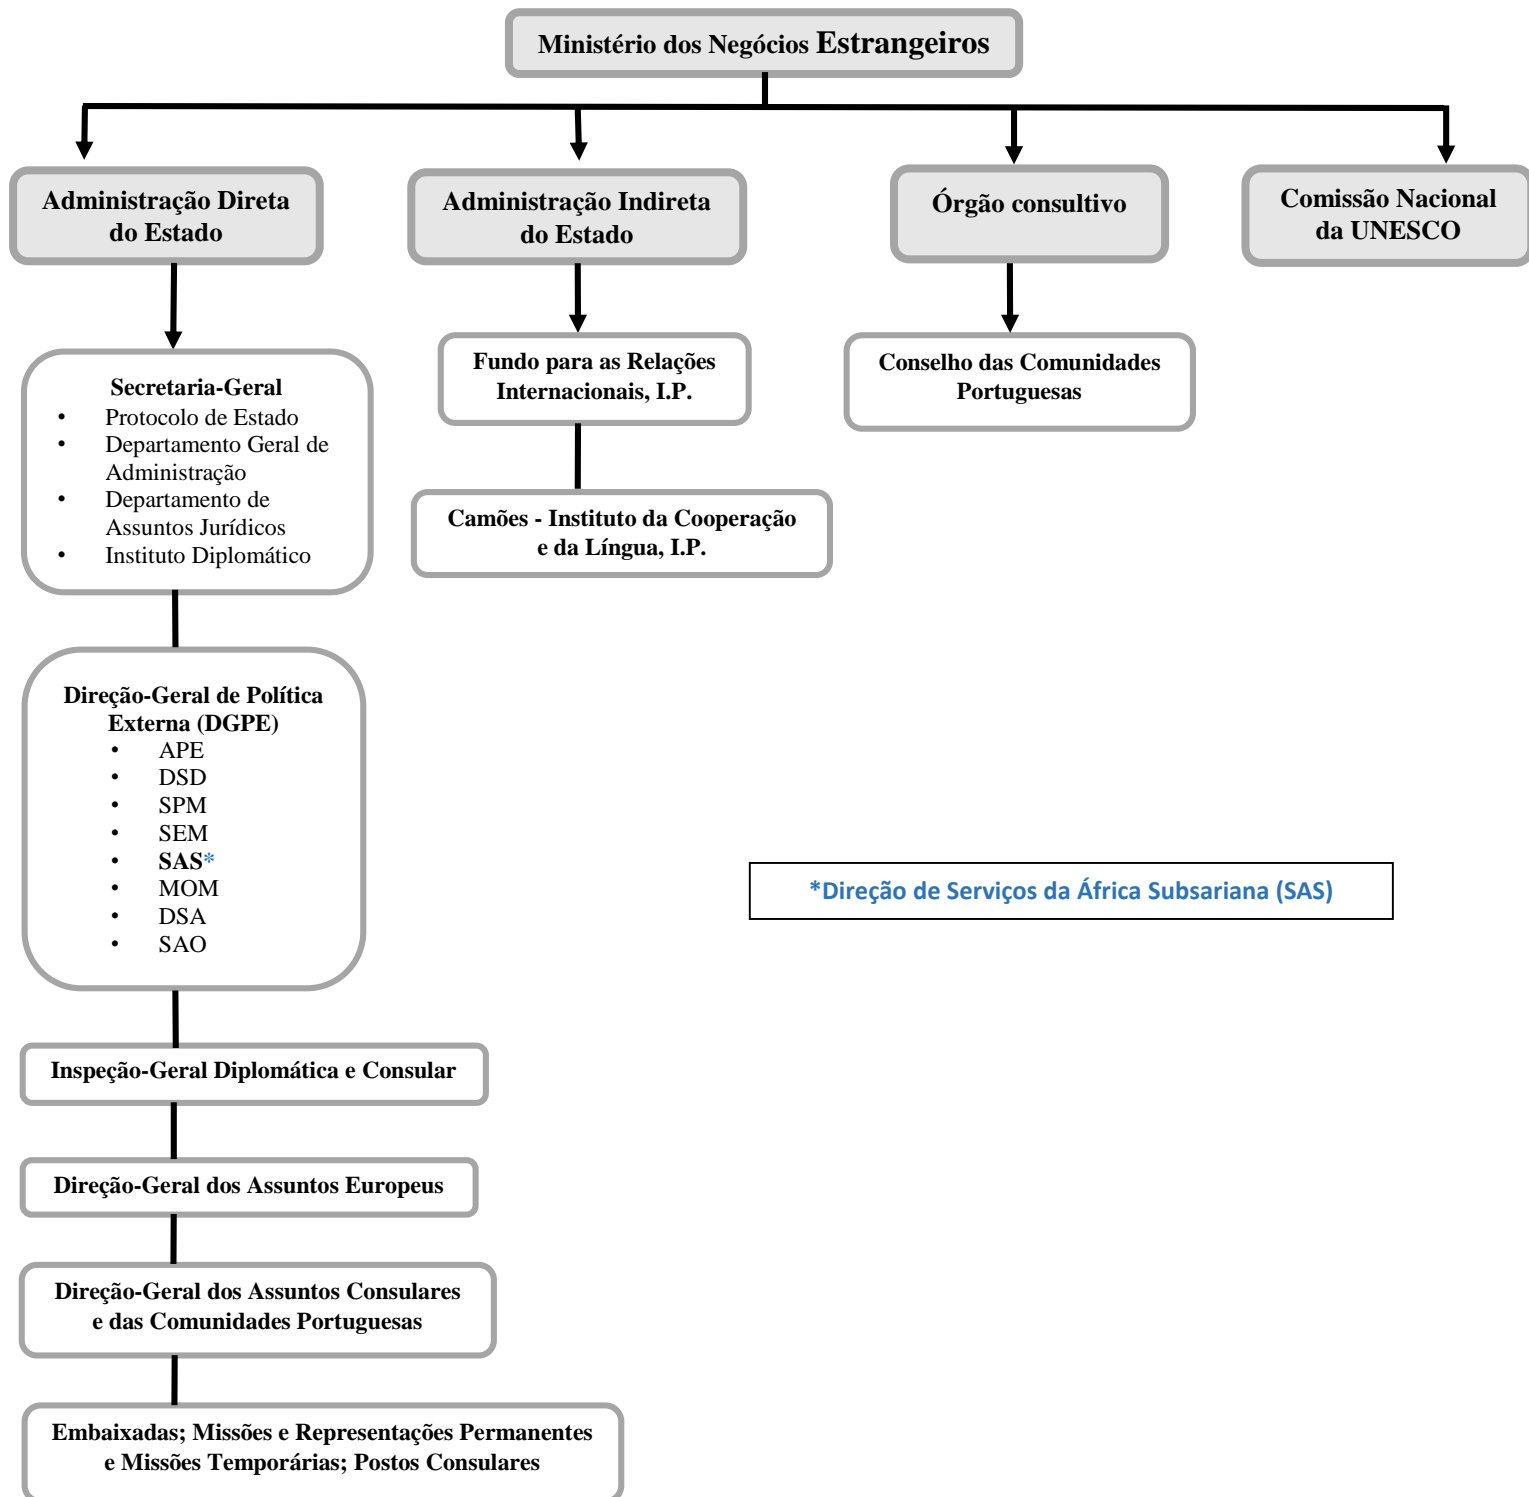 Ministério dos Negócios Estrangeiros
Administração Direta
do Estado
Administração Indireta
do Estado
Órgão consultivo
Comissão Nacional
da UNESCO
Secretaria-Geral
• Protocolo de Estado
• Departamento Geral de
Administração
• Departamento de
Assuntos Jurídicos
• Instituto Diplomático
Fundo para as Relações
Internacionais, I.P.
Conselho das Comunidades
Portuguesas
Camões - Instituto da Cooperação
e da Língua, I.P.
Direção-Geral de Política
Externa (DGPE)
• APE
• DSD
• SPM
• SEM
• SAS*
• MOM
• DSA
• SAO
*Direção de Serviços da África Subsariana (SAS)
Inspeção-Geral Diplomática e Consular
Direção-Geral dos Assuntos Europeus
Direção-Geral dos Assuntos Consulares
e das Comunidades Portuguesas
Embaixadas; Missões e Representações Permanentes
e Missões Temporárias; Postos Consulares